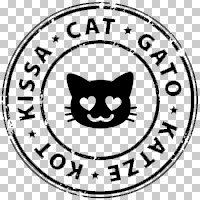 KISSA ★ CAT ★ GATO ★ KATZE ★ KOT ★